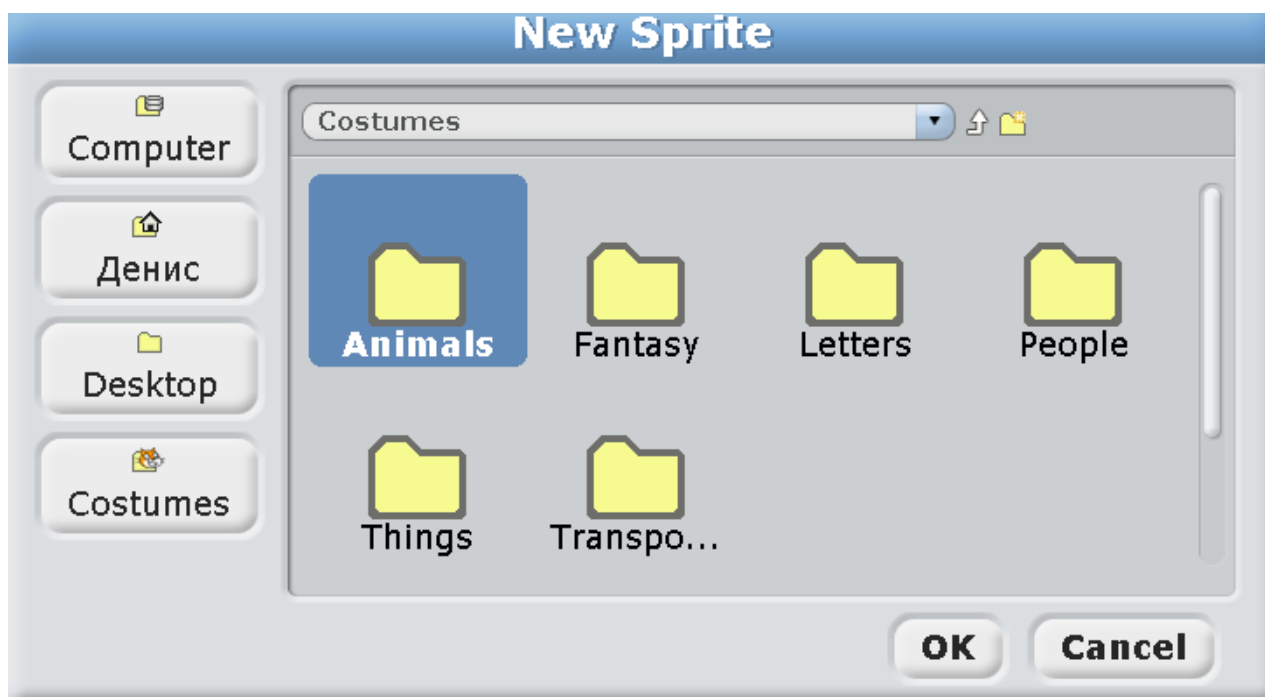 New Sprite
Computer
Денис
Desktop
Costumes
Costumes
Animals
Fantasy
Letters
People
Things
Transpo...
OK
Cancel